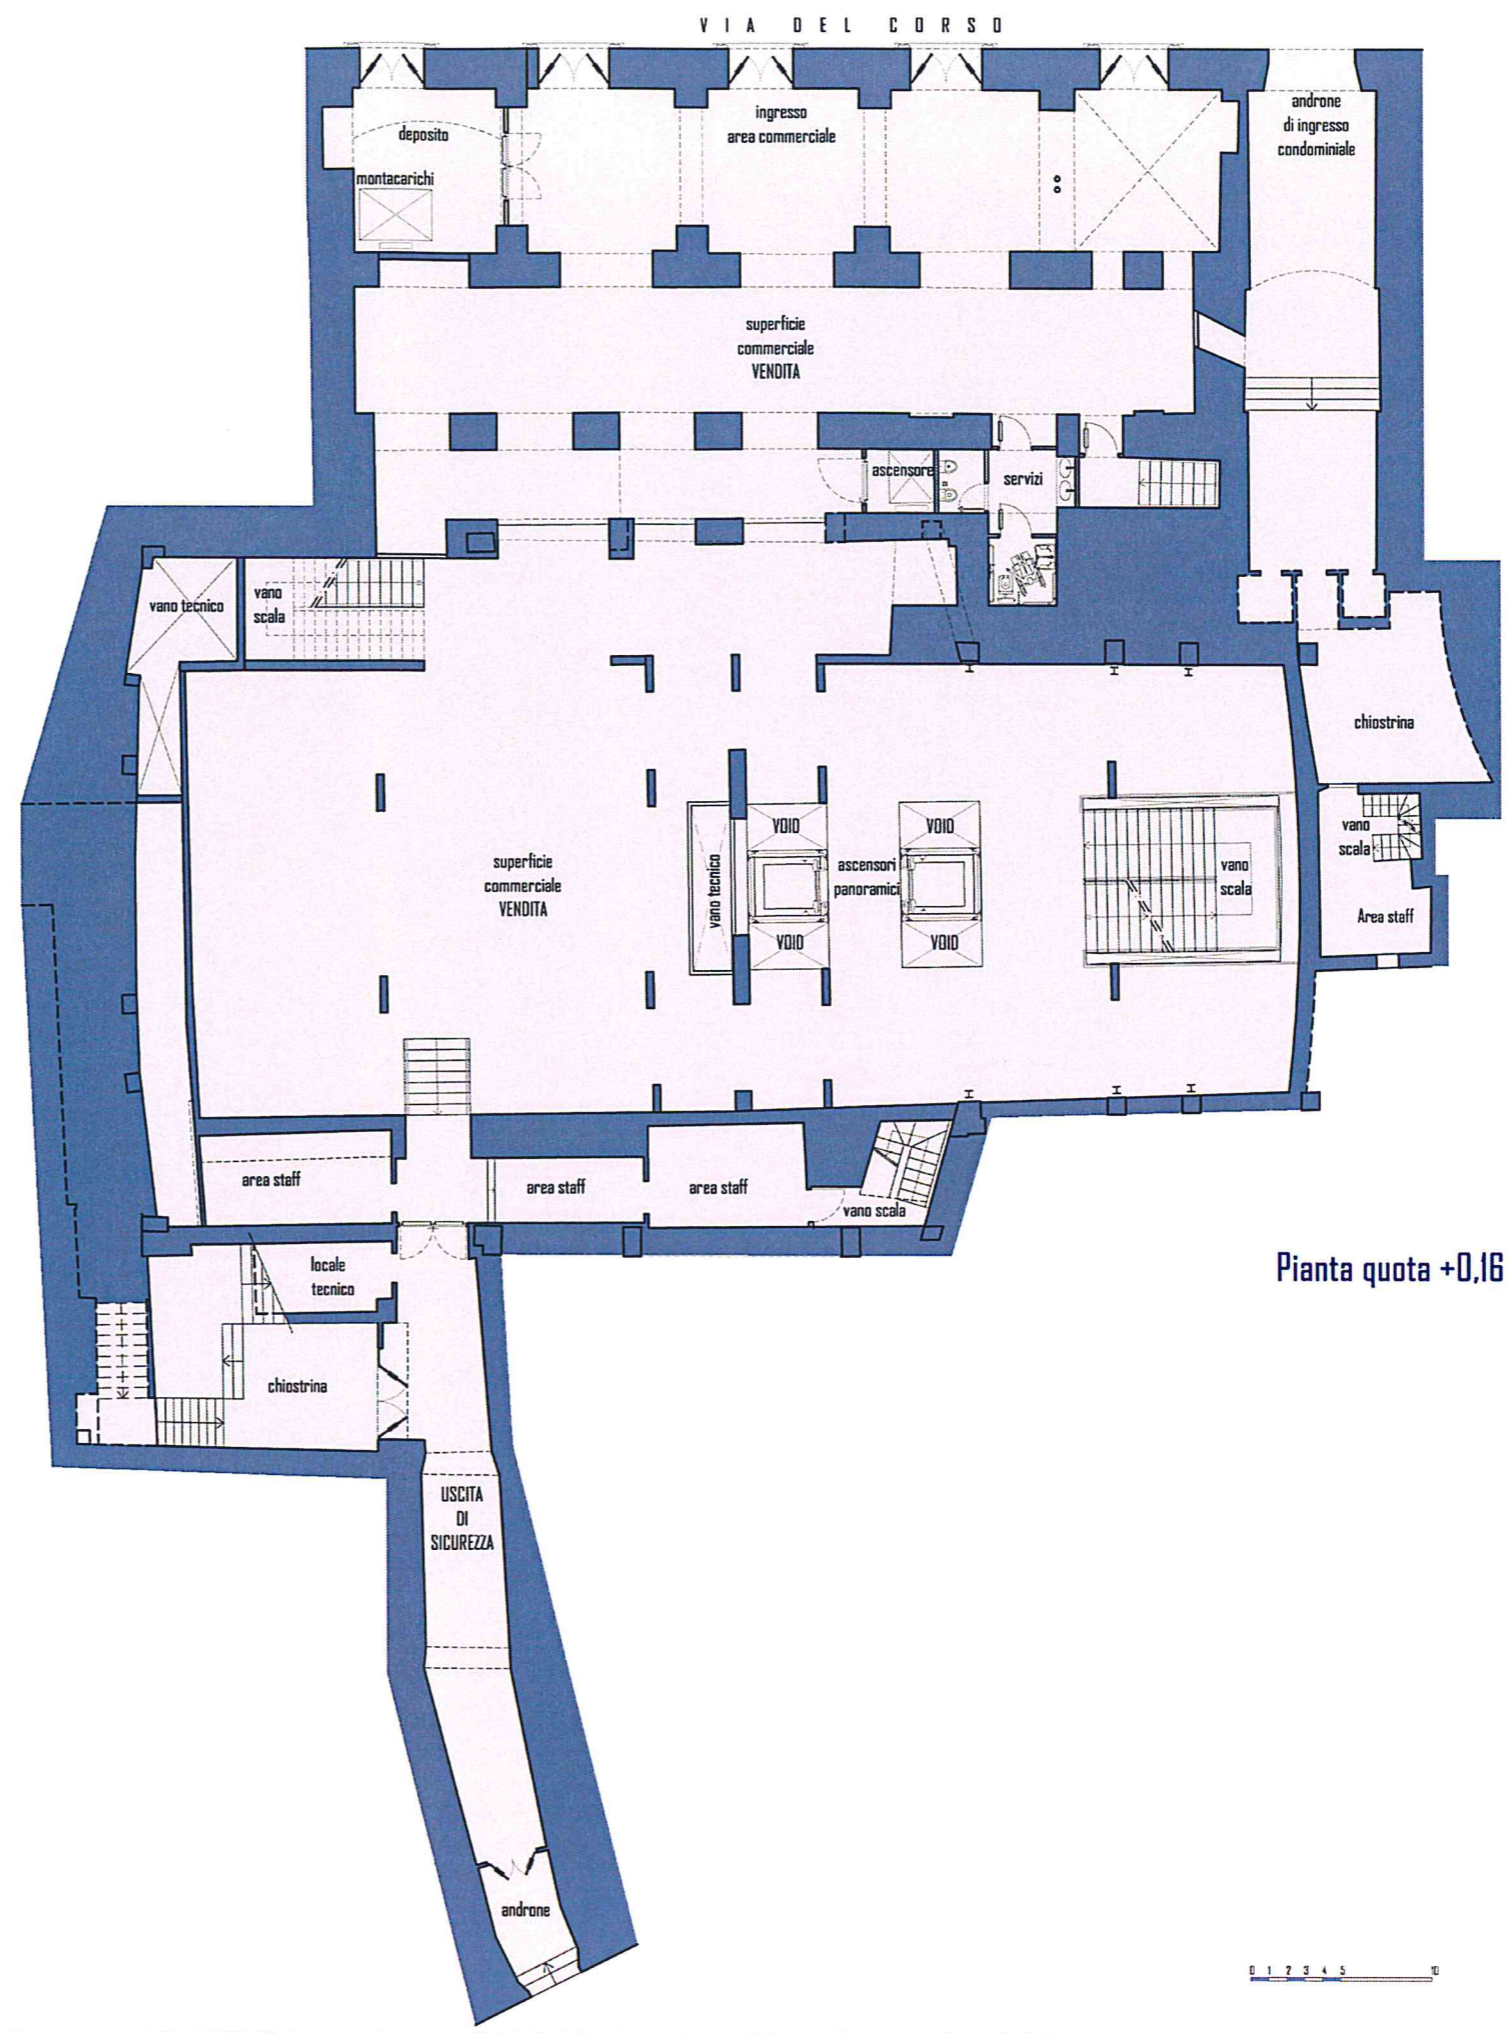 VIA DEL CORSO
deposito
montacarichi
ingresso
area commerciale
androne
di ingresso
condominiale
superficie
commerciale
VENDITA
ascensore
servizi
vano tecnico
vano
scala
chiostrina
superficie
commerciale
VENDITA
vano tecnico
VOID
VOID
ascensori
panoramici
VOID
VOID
vano
scala
vano
scala
Area staff
area staff
area staff
area staff
vano scala
locale
tecnico
chiostrina
Pianta quota +0,16
USCITA
DI
SICUREZZA
androne
0 1 2 3 4 5 10